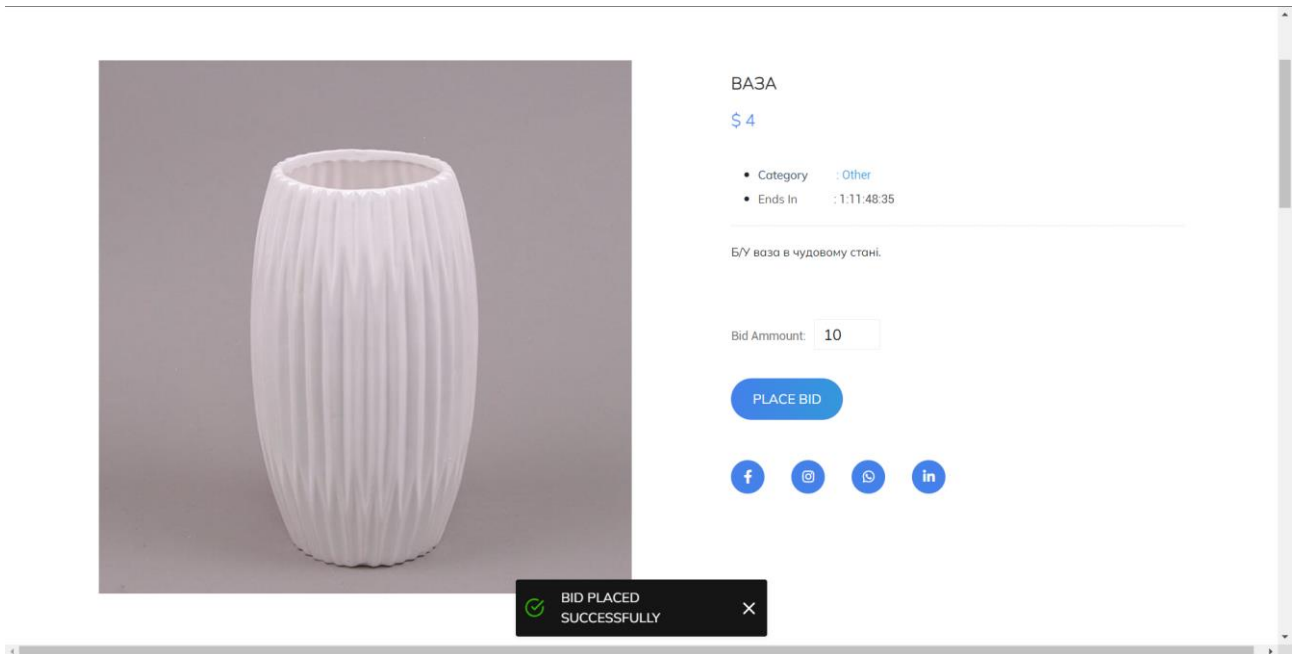 ВАЗА
$ 4
Category : Other
Ends In : 1:11:48:35
Б/У ваза в чудовому стані.
Bid Ammount: 10
PLACE BID
BID PLACED
SUCCESSFULLY